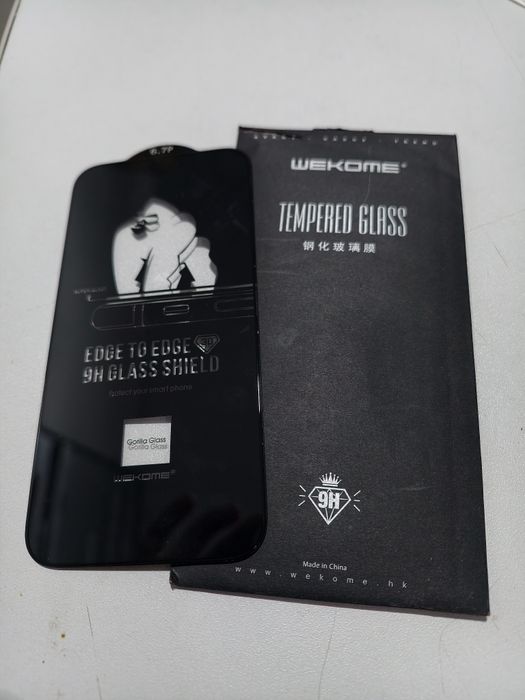 6.7P
EDGE TO EDGE 3D
9H GLASS SHIELD
Protect your smart phone
Gorilla Glass
Gorilla Glass
WEKOME®
WEKOME®
TEMPERED GLASS
钢化玻璃膜
9H
Made in China
www.wekome.hk